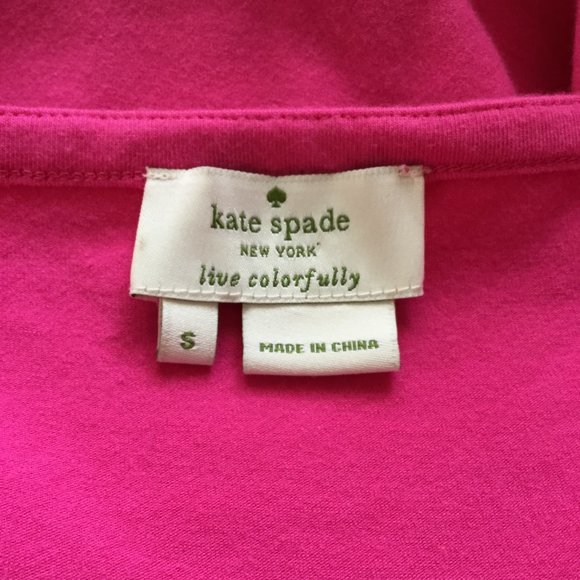 kate spade
NEW YORK
live colorfully
S
MADE IN CHINA